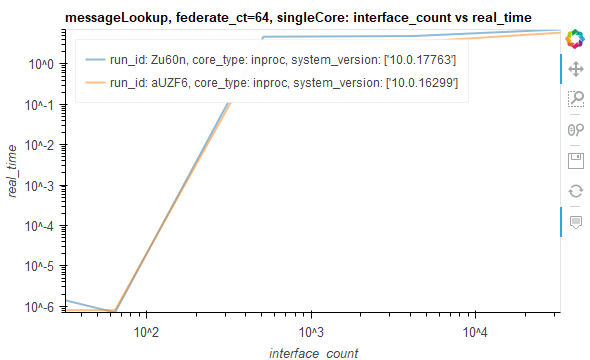 messageLookup, federate_ct=64, singleCore: interface_count vs real_time
run_id: Zu60n, core_type: inproc, system_version: ['10.0.17763']
run_id: aUZF6, core_type: inproc, system_version: ['10.0.16299']
10^0
10^-1
10^-2
10^-3
10^-4
10^-5
10^-6
real_time
10^2
10^3
10^4
interface_count